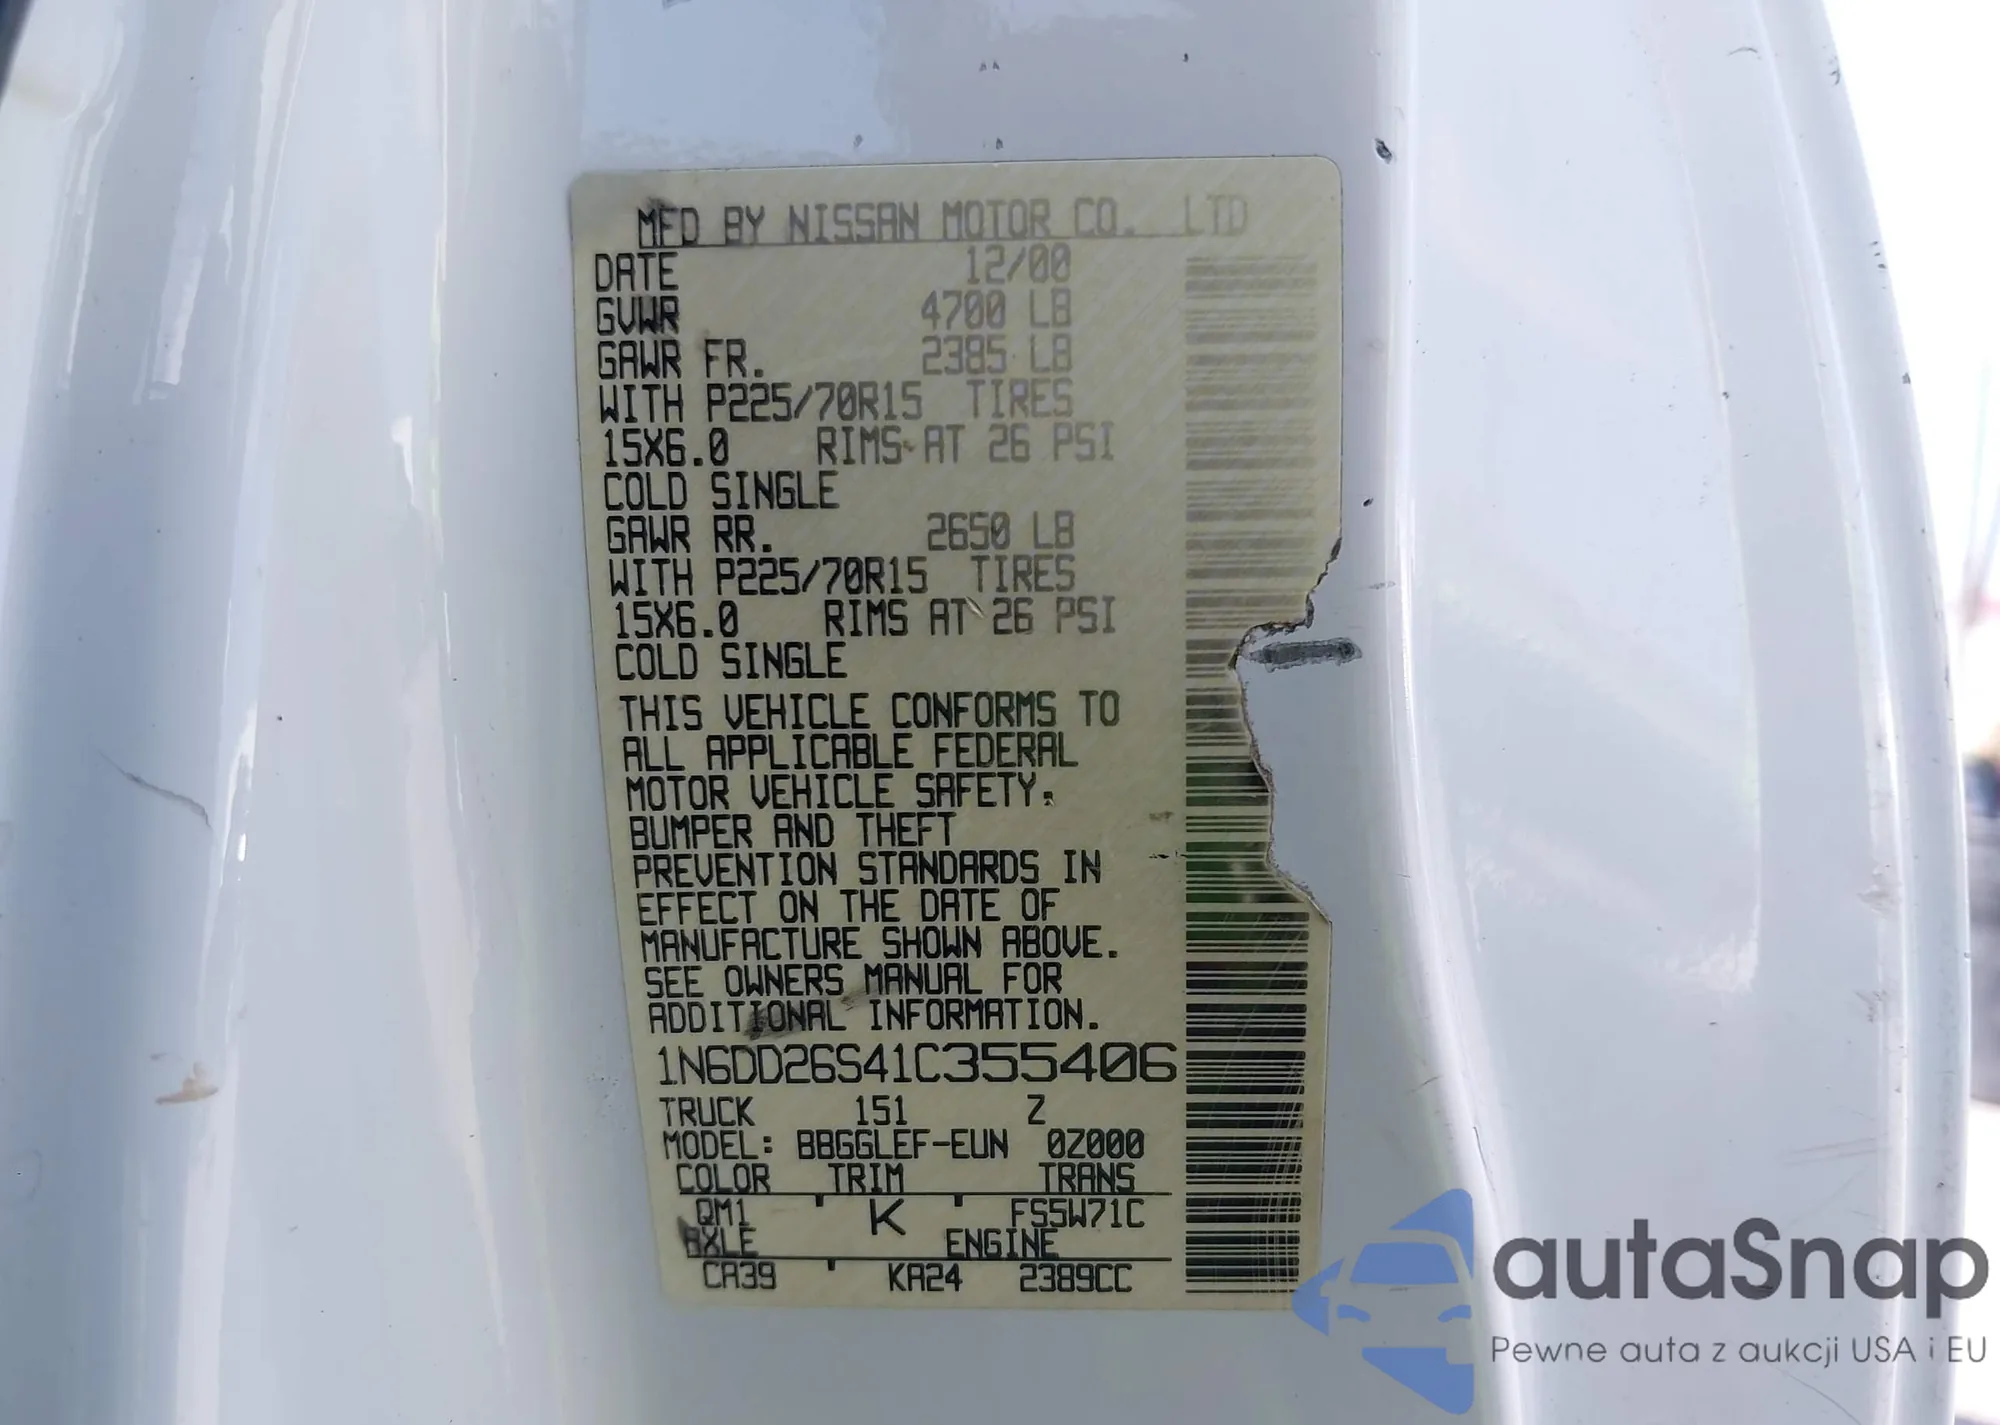 MFD BY NISSAN MOTOR CO. LTD
DATE 12/00
GVWR 4700 LB
GAWR FR. 2385 LB
WITH P225/70R15 TIRES
15X6.0 RIMS AT 26 PSI
COLD SINGLE
GAWR RR. 2650 LB
WITH P225/70R15 TIRES
15X6.0 RIMS AT 26 PSI
COLD SINGLE
THIS VEHICLE CONFORMS TO
ALL APPLICABLE FEDERAL
MOTOR VEHICLE SAFETY,
BUMPER AND THEFT
PREVENTION STANDARDS IN
EFFECT ON THE DATE OF
MANUFACTURE SHOWN ABOVE.
SEE OWNERS MANUAL FOR
ADDITIONAL INFORMATION.
1N6DD26S41C355406
TRUCK 151 Z
MODEL: BBGGLEF-EUN 0Z000
COLOR TRIM TRANS
QM1 K FS5W71C
AXLE ENGINE
CA39 KA24 2389CC
autaSnap
Pewne auta z aukcji USA i EU